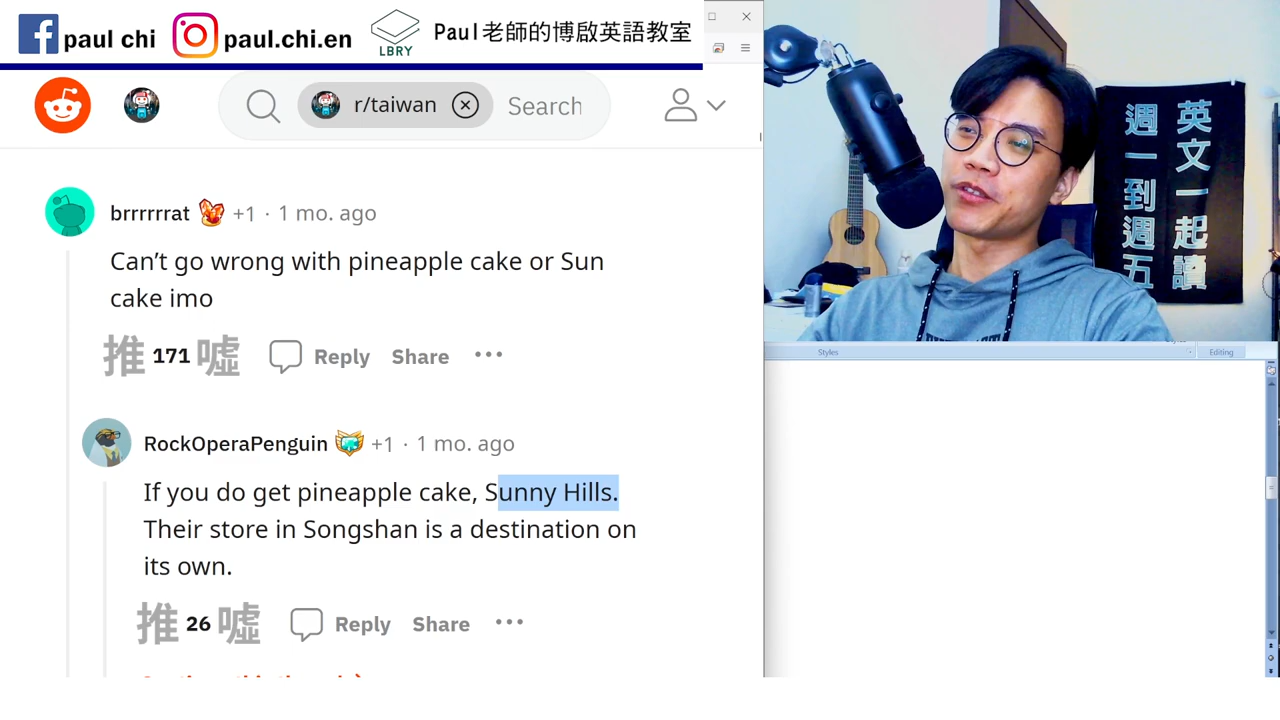 paul chi
paul.chi.en
LBRY
Paul老師的博啟英語教室
r/taiwan
Search
brrrrrrat +1 · 1 mo. ago
Can’t go wrong with pineapple cake or Sun
cake imo
推 171 噓 Reply Share ···
RockOperaPenguin +1 · 1 mo. ago
If you do get pineapple cake, Sunny Hills.
Their store in Songshan is a destination on
its own.
推 26 噓 Reply Share ···
英文一起讀
週一到週五
Styles
Editing